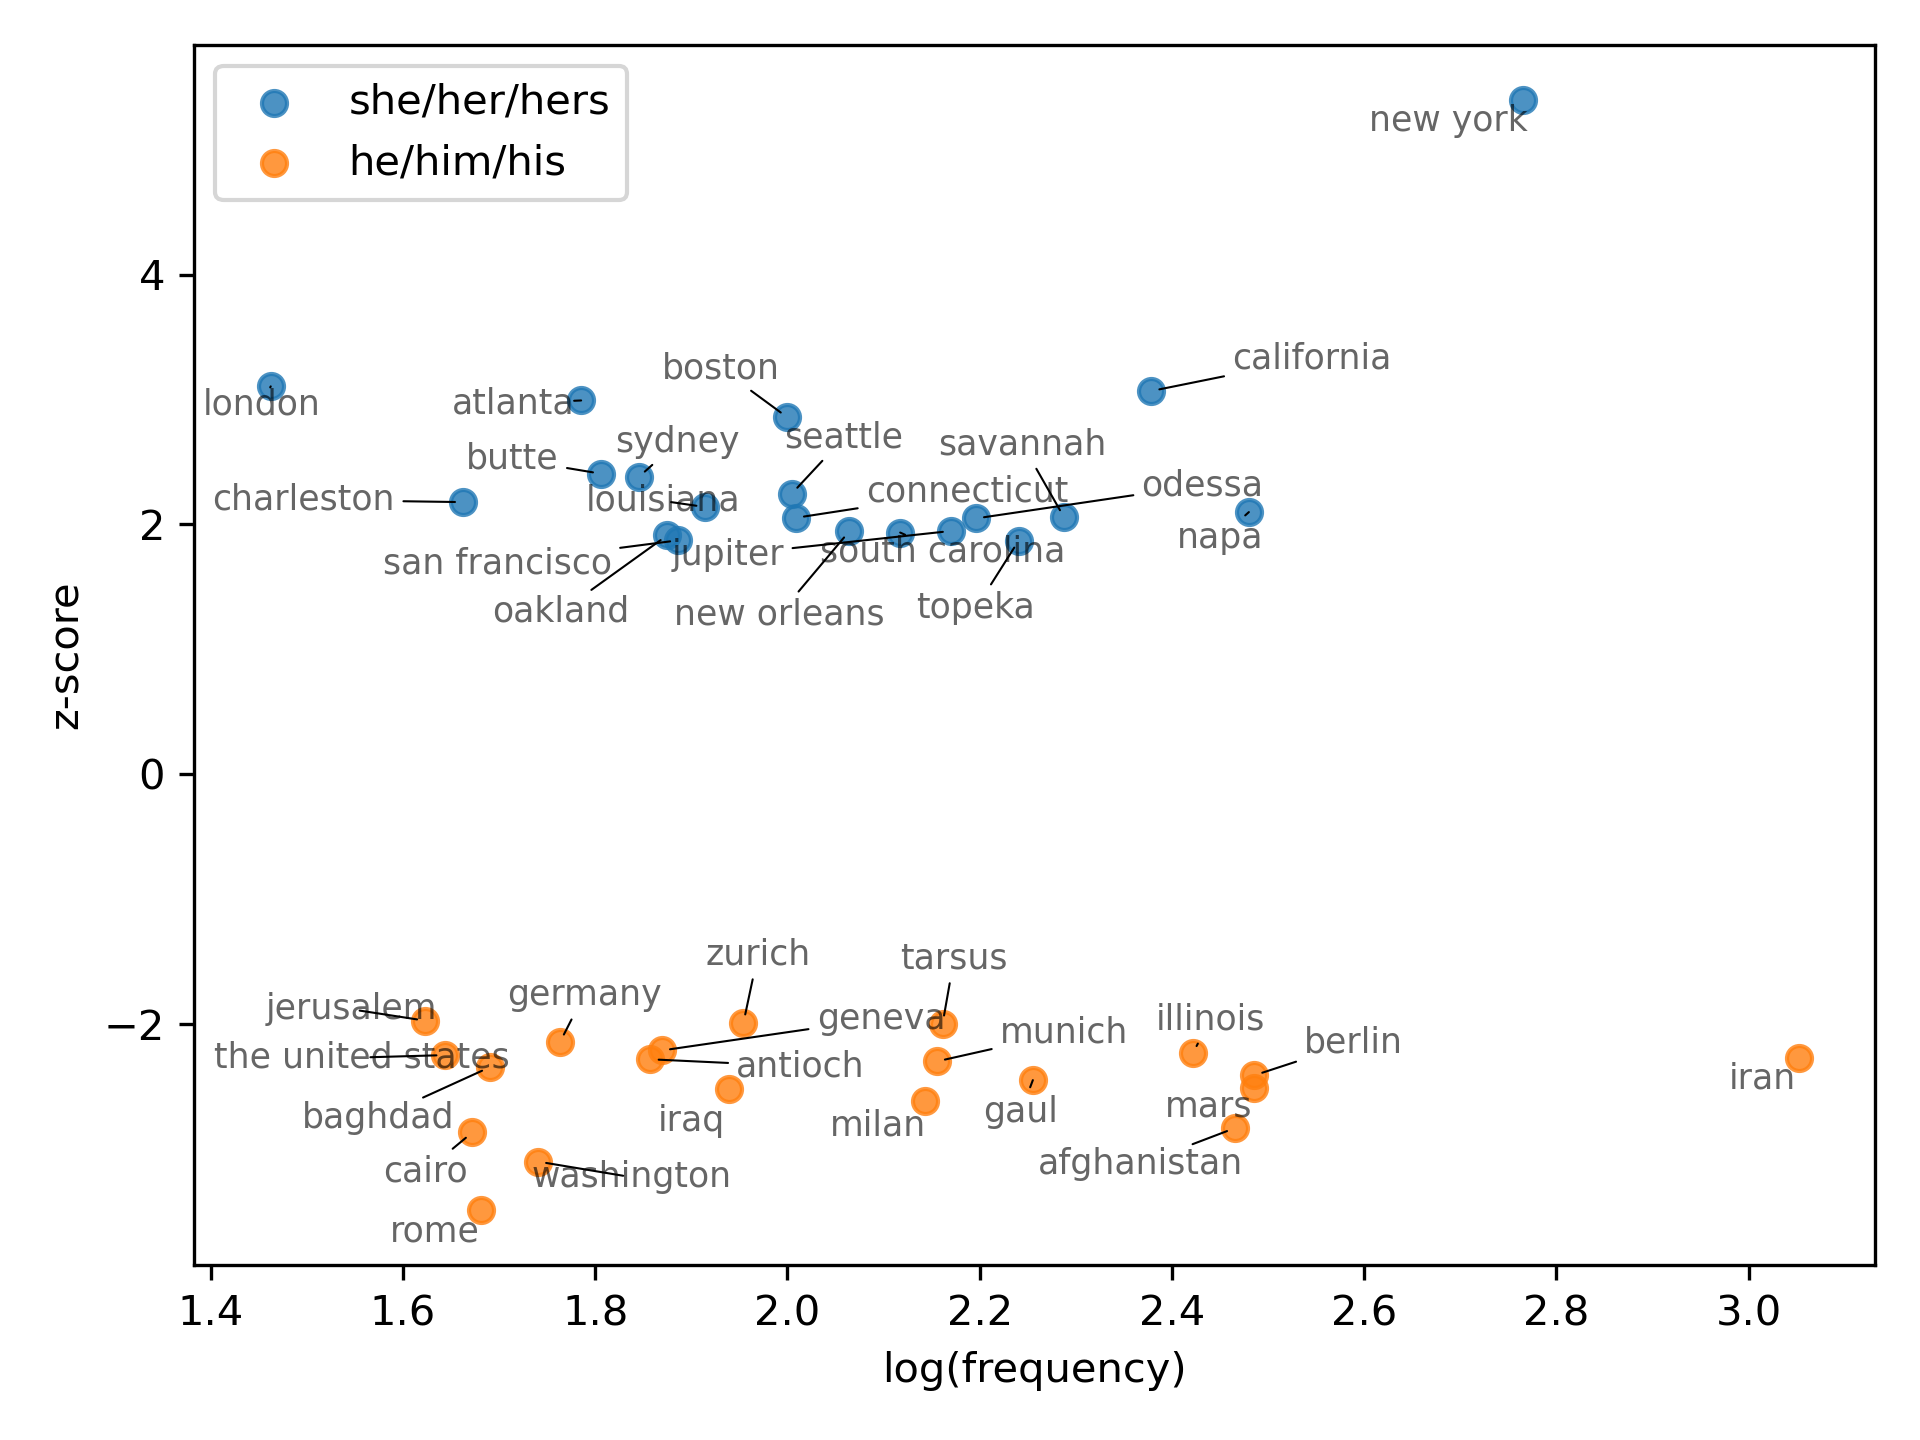 she/her/hers
he/him/his
new york
4
california
boston
london
atlanta
sydney
seattle
savannah
butte
charleston
louisiana
connecticut
odessa
2
napa
san francisco
jupiter
south carolina
oakland
new orleans
topeka
z-score
0
zurich
tarsus
jerusalem
germany
geneva
munich
illinois
−2
berlin
the united states
antioch
iran
baghdad
iraq
milan
gaul
mars
cairo
washington
afghanistan
rome
1.4 1.6 1.8 2.0 2.2 2.4 2.6 2.8 3.0
log(frequency)